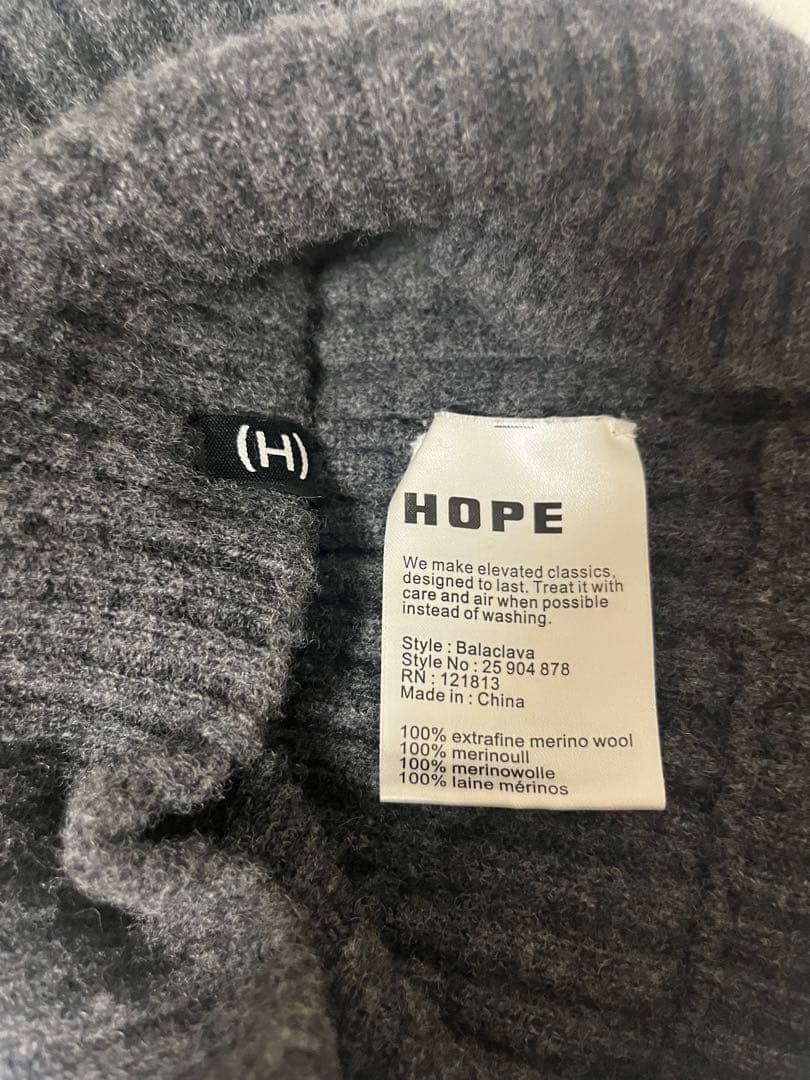 (H)
HOPE
We make elevated classics,
designed to last. Treat it with
care and air when possible
instead of washing.
Style : Balaclava
Style No : 25 904 878
RN : 121813
Made in : China
100% extrafine merino wool
100% merinoull
100% merinowolle
100% laine mérinos